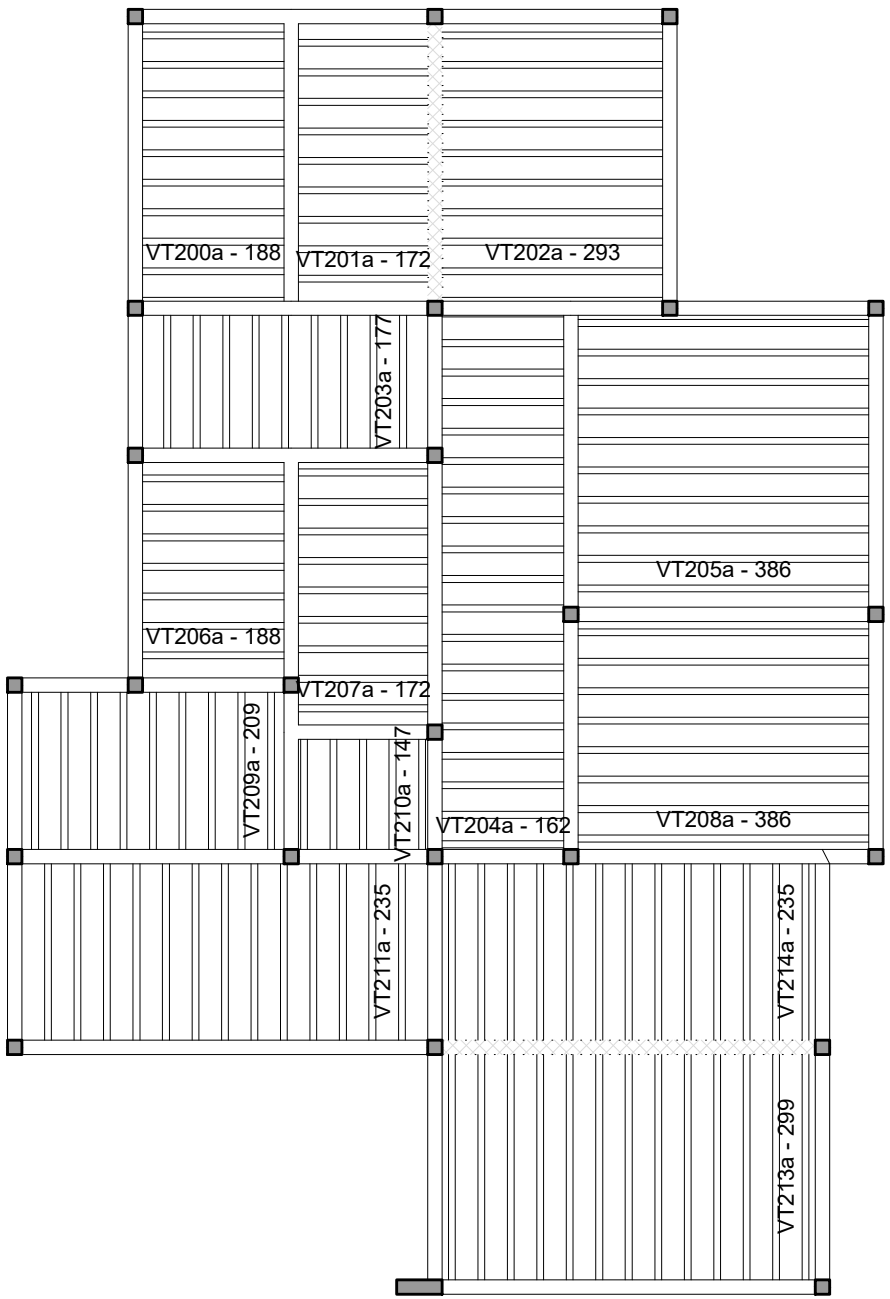 VT200a - 188
VT201a - 172
VT202a - 293
VT203a - 177
VT205a - 386
VT206a - 188
VT207a - 172
VT209a - 209
VT210a - 147
VT204a - 162
VT208a - 386
VT211a - 235
VT214a - 235
VT213a - 299